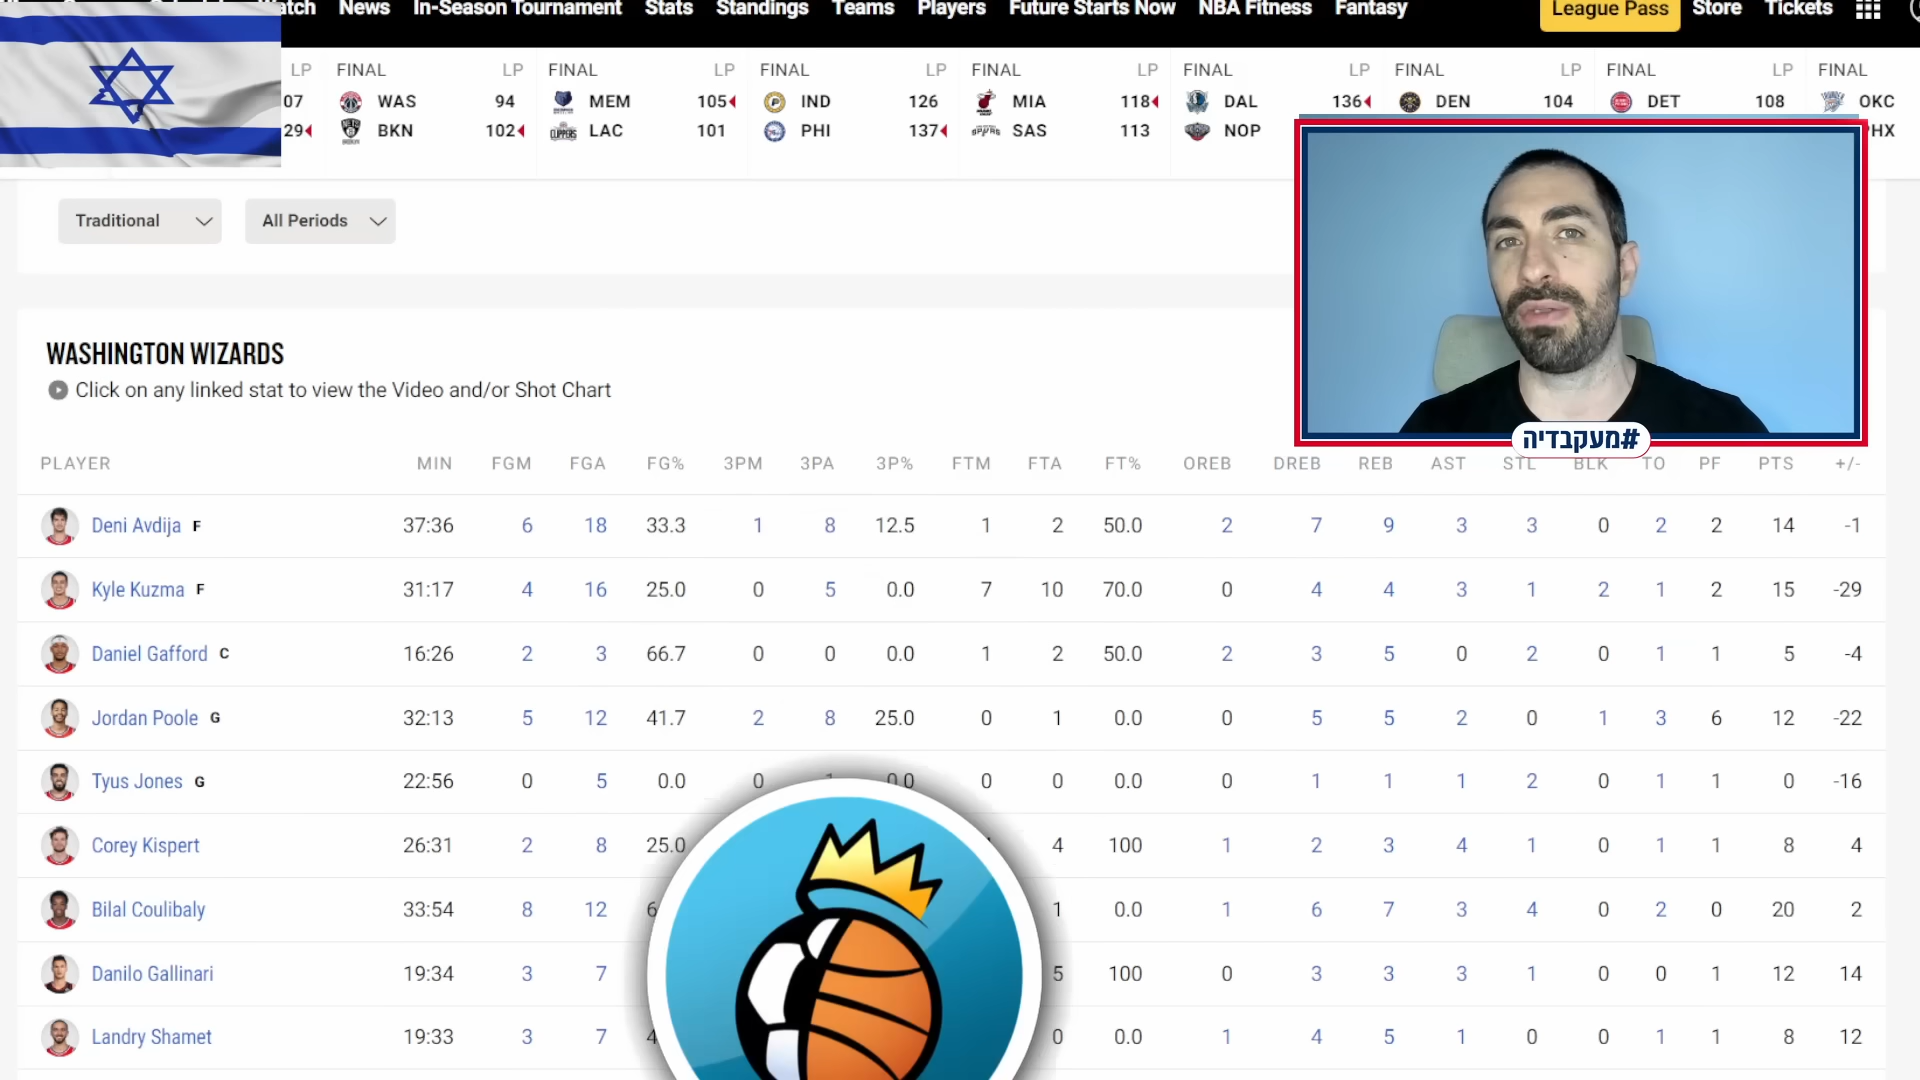 atch News In-Season Tournament Stats Standings Teams Players Future Starts Now NBA Fitness Fantasy League Pass Store Tickets
LP FINAL LP FINAL LP FINAL LP FINAL LP FINAL LP FINAL LP FINAL LP FINAL
07 WAS 94 MEM 105 IND 126 MIA 118 DAL 136 DEN 104 DET 108 OKC
29 BKN 102 LAC 101 PHI 137 SAS 113 NOP HX
Traditional All Periods
WASHINGTON WIZARDS
Click on any linked stat to view the Video and/or Shot Chart
#מעקבדיה
PLAYER MIN FGM FGA FG% 3PM 3PA 3P% FTM FTA FT% OREB DREB REB AST STL BLK TO PF PTS +/-
Deni Avdija F 37:36 6 18 33.3 1 8 12.5 1 2 50.0 2 7 9 3 3 0 2 2 14 -1
Kyle Kuzma F 31:17 4 16 25.0 0 5 0.0 7 10 70.0 0 4 4 3 1 2 1 2 15 -29
Daniel Gafford C 16:26 2 3 66.7 0 0 0.0 1 2 50.0 2 3 5 0 2 0 1 1 5 -4
Jordan Poole G 32:13 5 12 41.7 2 8 25.0 0 1 0.0 0 5 5 2 0 1 3 6 12 -22
Tyus Jones G 22:56 0 5 0.0 0 1 0.0 0 0 0.0 0 1 1 1 2 0 1 1 0 -16
Corey Kispert 26:31 2 8 25.0 4 100 1 2 3 4 1 0 1 1 8 4
Bilal Coulibaly 33:54 8 12 6 1 0.0 1 6 7 3 4 0 2 0 20 2
Danilo Gallinari 19:34 3 7 5 100 0 3 3 3 1 0 0 1 12 14
Landry Shamet 19:33 3 7 4 0 0.0 1 4 5 1 0 0 1 1 8 12